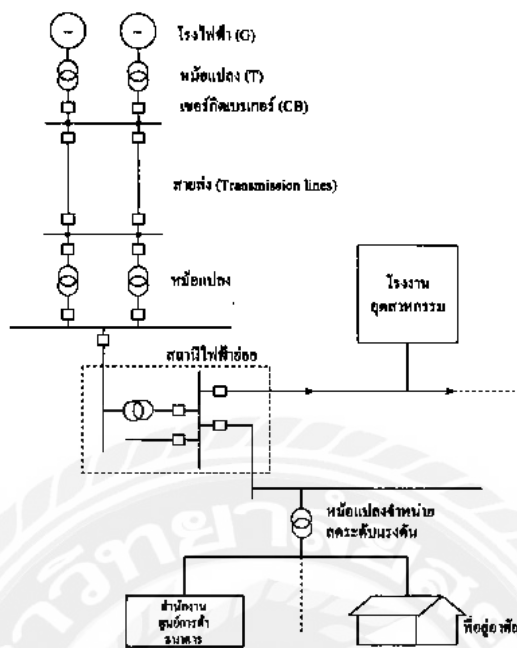 โรงไฟฟ้า (G)
หม้อแปลง (T)
เซอร์กิตเบรกเกอร์ (CB)
สายส่ง (Transmission lines)
หม้อแปลง
โรงงาน
อุตสาหกรรม
สถานีไฟฟ้าย่อย
หม้อแปลงจำหน่าย
ลดระดับแรงดัน
สำนักงาน
ศูนย์การค้า
ธนาคาร
ที่อยู่อาศัย